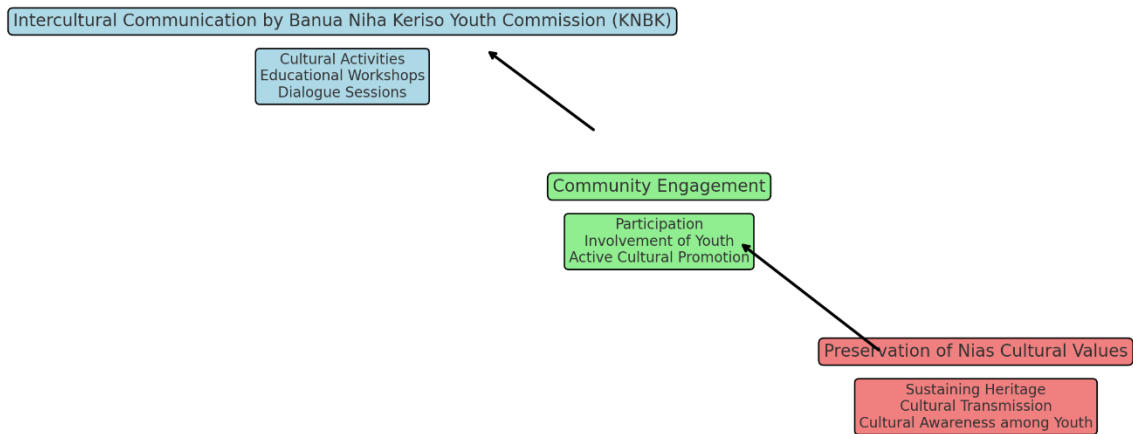 Intercultural Communication by Banua Niha Keriso Youth Commission (KNBK)
Cultural Activities
Educational Workshops
Dialogue Sessions
Community Engagement
Participation
Involvement of Youth
Active Cultural Promotion
Preservation of Nias Cultural Values
Sustaining Heritage
Cultural Transmission
Cultural Awareness among Youth